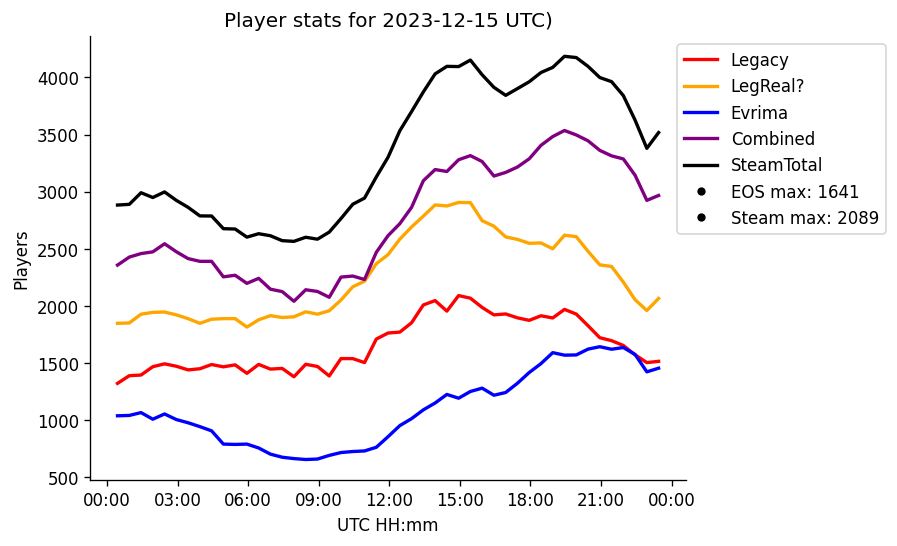 Player stats for 2023-12-15 UTC)
Legacy
LegReal?
Evrima
Combined
SteamTotal
EOS max: 1641
Steam max: 2089
Players
4000
3500
3000
2500
2000
1500
1000
500
00:00 03:00 06:00 09:00 12:00 15:00 18:00 21:00 00:00
UTC HH:mm